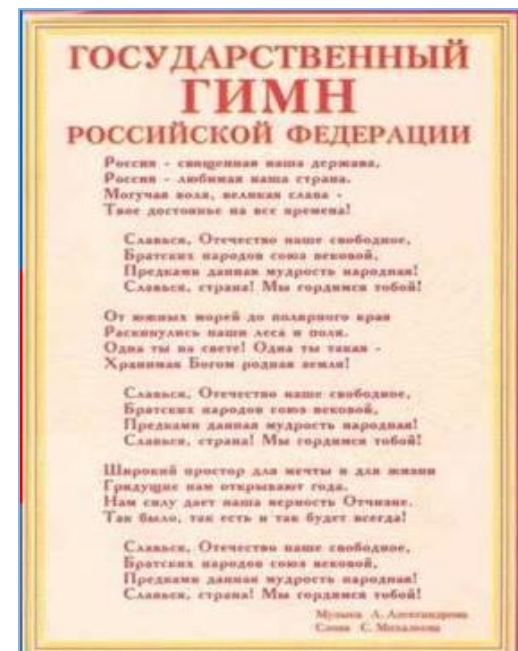 ГОСУДАРСТВЕННЫЙ
ГИМН
РОССИЙСКОЙ ФЕДЕРАЦИИ
Россия - священная наша держава,
Россия - любимая наша страна.
Могучая воля, великая слава -
Твое достоянье на все времена!
Славься, Отечество наше свободное,
Братских народов союз вековой,
Предками данная мудрость народная!
Славься, страна! Мы гордимся тобой!
От южных морей до полярного края
Раскинулись наши леса и поля.
Одна ты на свете! Одна ты такая -
Хранимая Богом родная земля!
Славься, Отечество наше свободное,
Братских народов союз вековой,
Предками данная мудрость народная!
Славься, страна! Мы гордимся тобой!
Широкий простор для мечты и для жизни
Грядущие нам открывают года.
Нам силу дает наша верность Отчизне.
Так было, так есть и так будет всегда!
Славься, Отечество наше свободное,
Братских народов союз вековой,
Предками данная мудрость народная!
Славься, страна! Мы гордимся тобой!
Музыка А. Александрова
Слова С. Михалкова